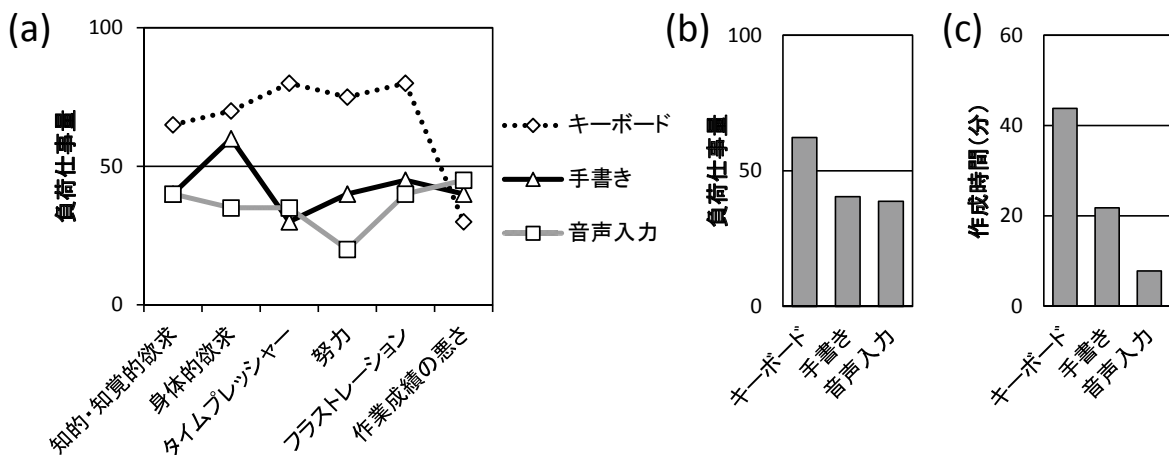 (a)
負荷仕事量
100
50
0
知的・知覚的欲求
身体的欲求
タイムプレッシャー
努力
フラストレーション
作業成績の悪さ
キーボード
手書き
音声入力
(b)
負荷仕事量
100
50
0
キーボード
手書き
音声入力
(c)
作成時間(分)
60
40
20
0
キーボード
手書き
音声入力